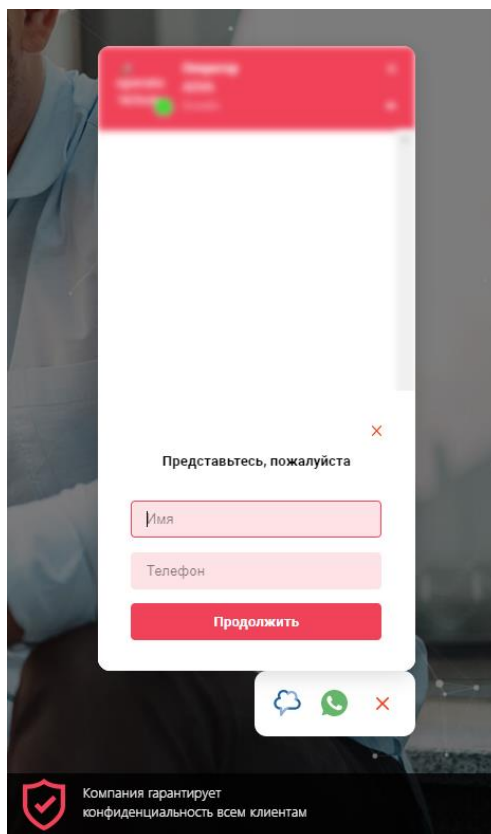 Представьтесь, пожалуйста
Имя
Телефон
Продолжить
Компания гарантирует
конфиденциальность всем клиентам